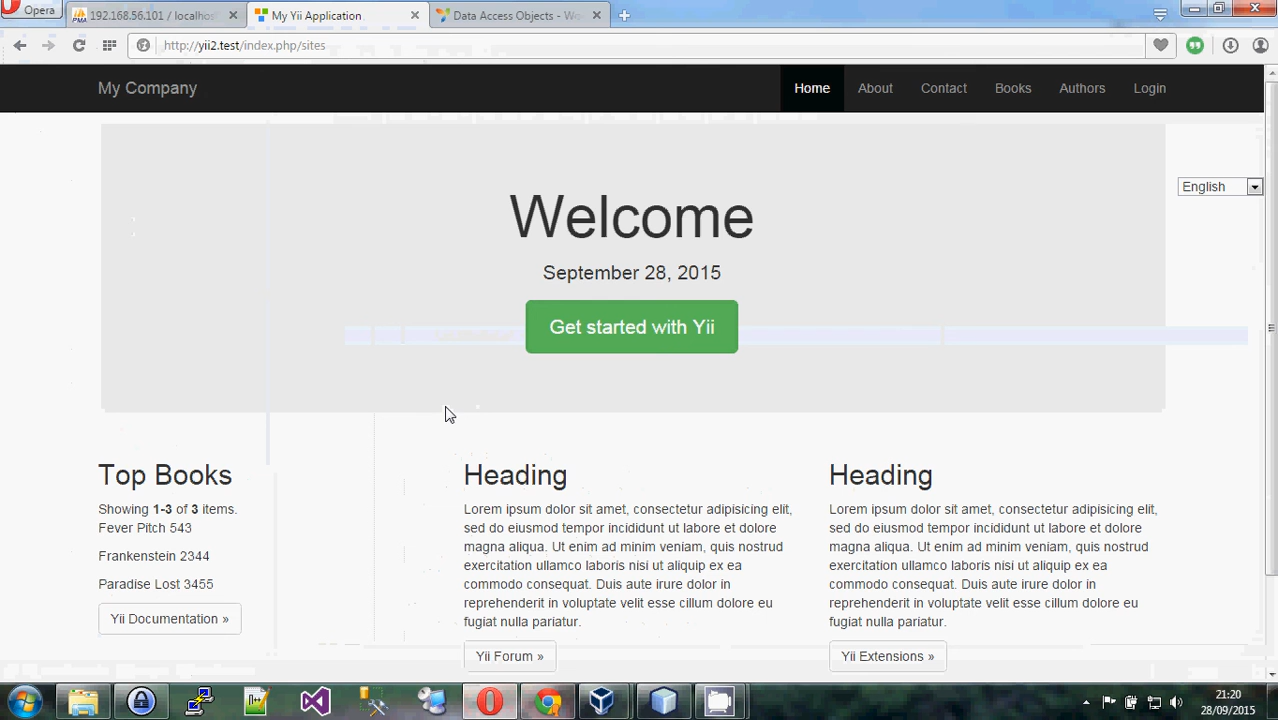 Opera
192.168.56.101 / localhos
My Yii Application
Data Access Objects - Wo
http://yii2.test/index.php/sites
My Company
Home
About
Contact
Books
Authors
Login
English
Welcome
September 28, 2015
Get started with Yii
Top Books
Showing 1-3 of 3 items.
Fever Pitch 543
Frankenstein 2344
Paradise Lost 3455
Yii Documentation »
Heading
Lorem ipsum dolor sit amet, consectetur adipisicing elit,
sed do eiusmod tempor incididunt ut labore et dolore
magna aliqua. Ut enim ad minim veniam, quis nostrud
exercitation ullamco laboris nisi ut aliquip ex ea
commodo consequat. Duis aute irure dolor in
reprehenderit in voluptate velit esse cillum dolore eu
fugiat nulla pariatur.
Yii Forum »
Heading
Lorem ipsum dolor sit amet, consectetur adipisicing elit,
sed do eiusmod tempor incididunt ut labore et dolore
magna aliqua. Ut enim ad minim veniam, quis nostrud
exercitation ullamco laboris nisi ut aliquip ex ea
commodo consequat. Duis aute irure dolor in
reprehenderit in voluptate velit esse cillum dolore eu
fugiat nulla pariatur.
Yii Extensions »
21:20
28/09/2015